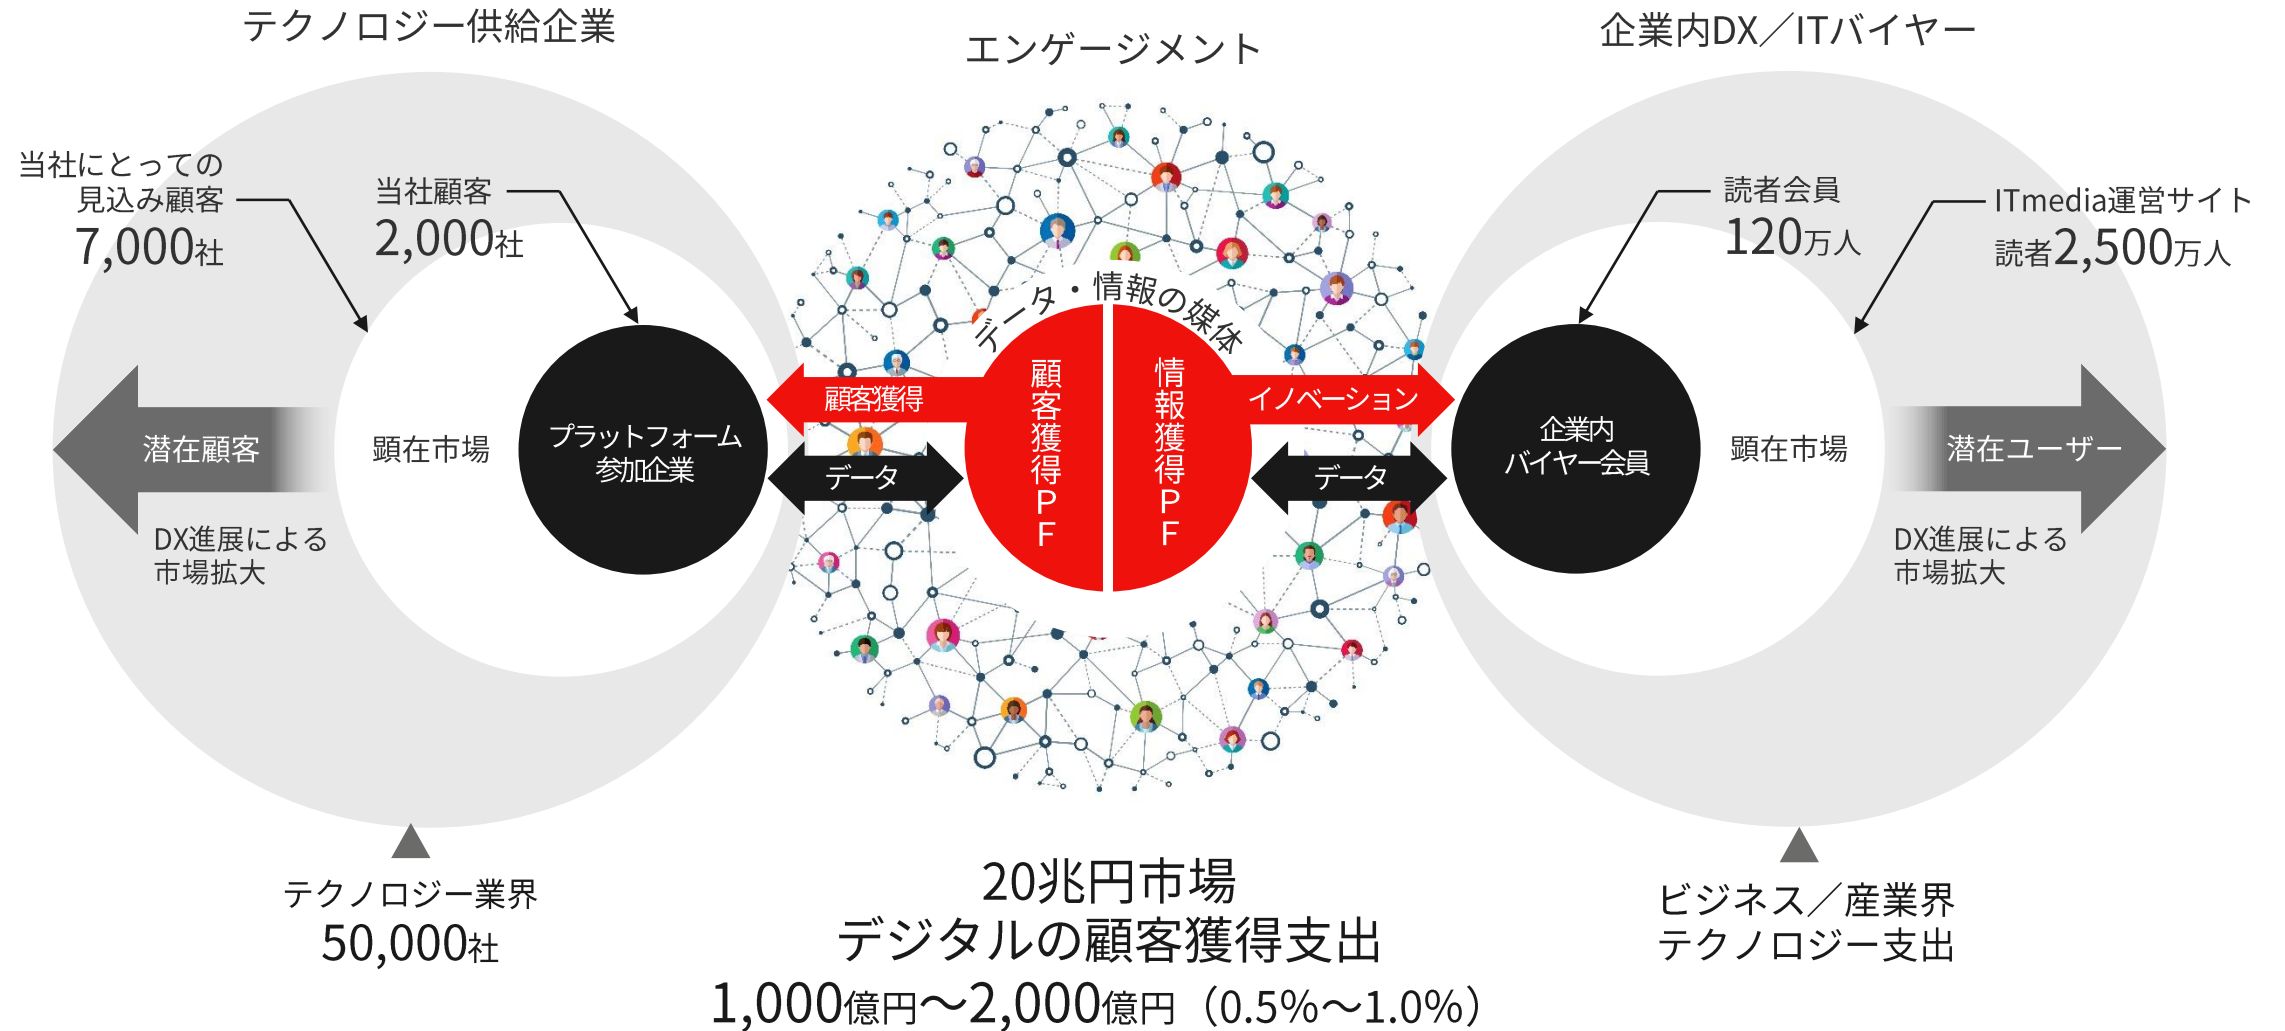 テクノロジー供給企業
エンゲージメント
企業内DX／ITバイヤー
当社にとっての
見込み顧客
7,000社
当社顧客
2,000社
読者会員
120万人
ITmedia運営サイト
読者2,500万人
データ・情報の媒体
潜在顧客
顕在市場
プラットフォーム
参加企業
顧客獲得
データ
顧客獲得PF
情報獲得PF
イノベーション
データ
企業内
バイヤー会員
顕在市場
潜在ユーザー
DX進展による
市場拡大
DX進展による
市場拡大
テクノロジー業界
50,000社
20兆円市場
デジタルの顧客獲得支出
1,000億円～2,000億円（0.5%～1.0%）
ビジネス／産業界
テクノロジー支出